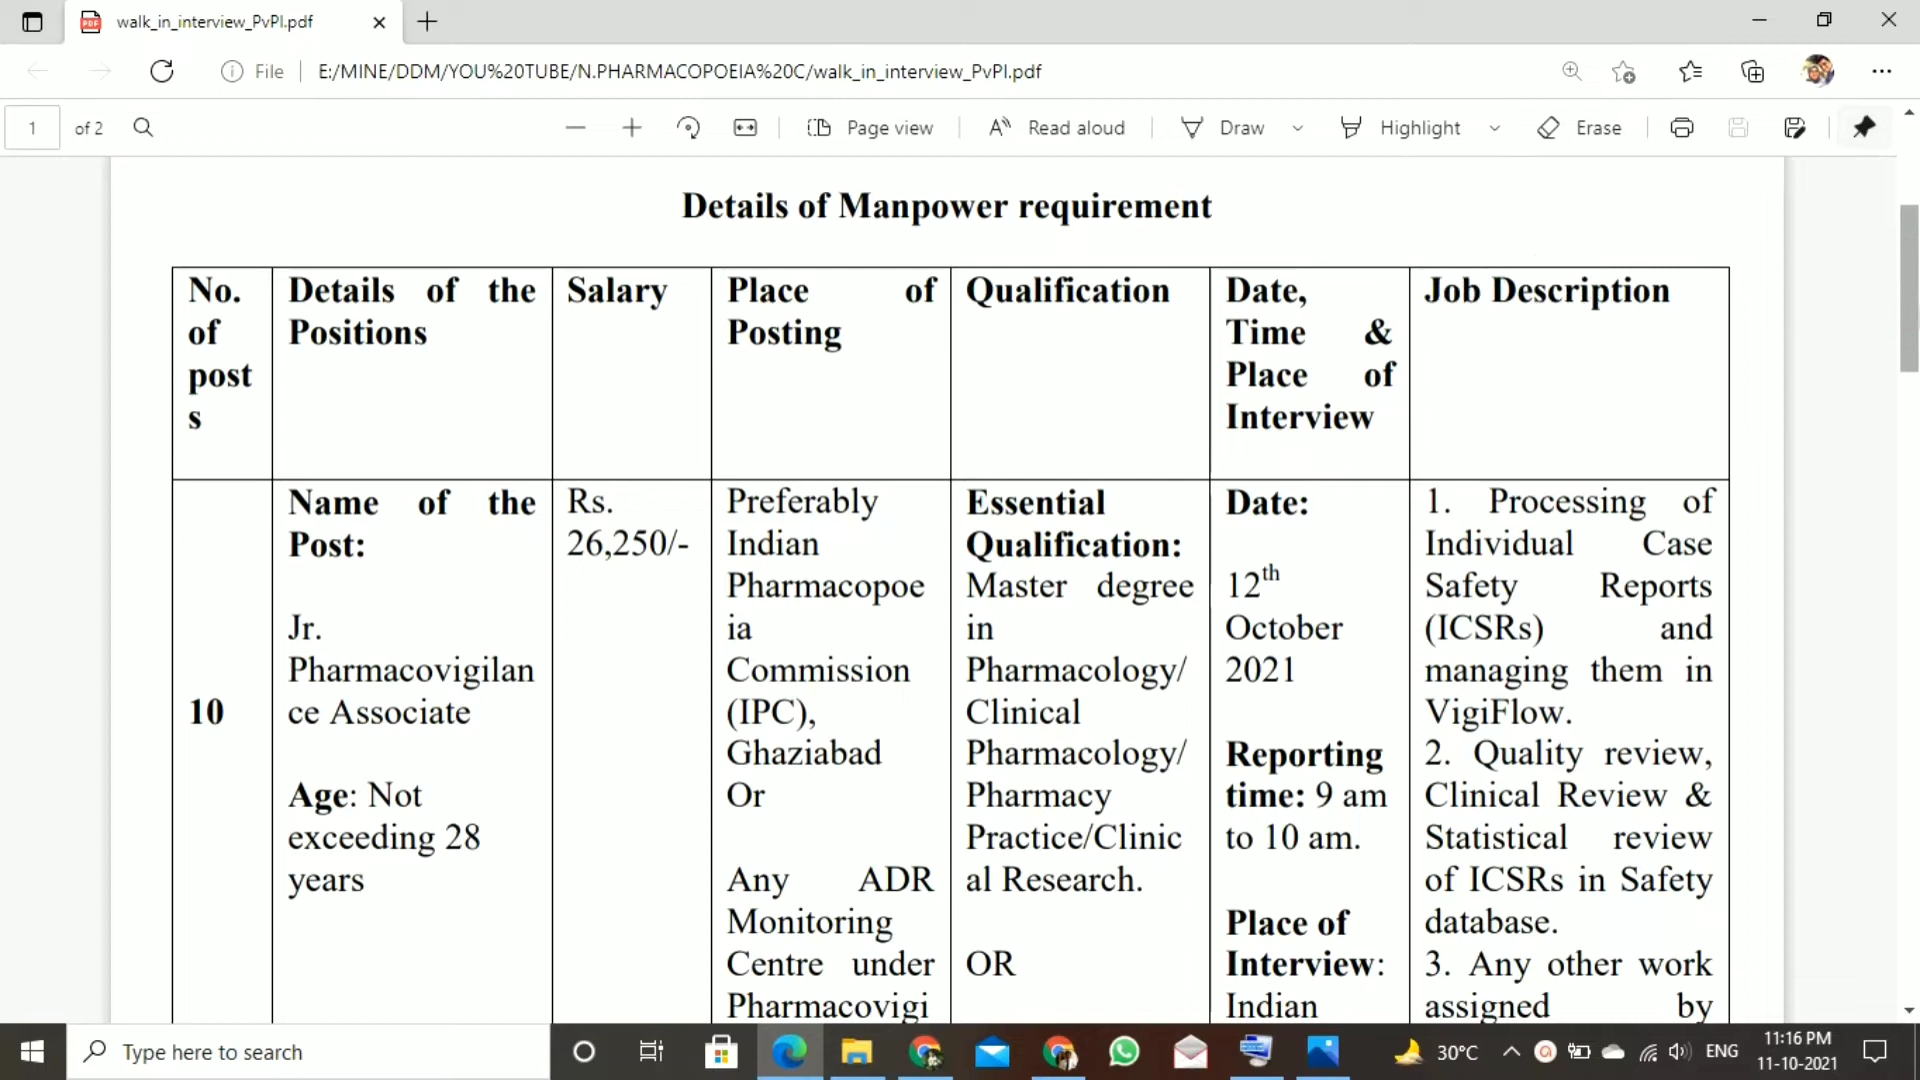 walk_in_interview_PvPI.pdf
File
E:/MINE/DDM/YOU%20TUBE/N.PHARMACOPOEIA%20C/walk_in_interview_PvPI.pdf
1 of 2
Page view
Read aloud
Draw
Highlight
Erase
Details of Manpower requirement
No.
of
post
s
Details of the
Positions
Salary
Place of
Posting
Qualification
Date,
Time &
Place of
Interview
Job Description
10
Name of the
Post:
Jr.
Pharmacovigilan
ce Associate
Age: Not
exceeding 28
years
Rs.
26,250/-
Preferably
Indian
Pharmacopoe
ia
Commission
(IPC),
Ghaziabad
Or
Any ADR
Monitoring
Centre under
Pharmacovigi
Essential
Qualification:
Master degree
in
Pharmacology/
Clinical
Pharmacology/
Pharmacy
Practice/Clinic
al Research.
OR
Date:
12th
October
2021
Reporting
time: 9 am
to 10 am.
Place of
Interview:
Indian
1. Processing of
Individual Case
Safety Reports
(ICSRs) and
managing them in
VigiFlow.
2. Quality review,
Clinical Review &
Statistical review
of ICSRs in Safety
database.
3. Any other work
assigned by
Type here to search
30°C
ENG
11:16 PM
11-10-2021